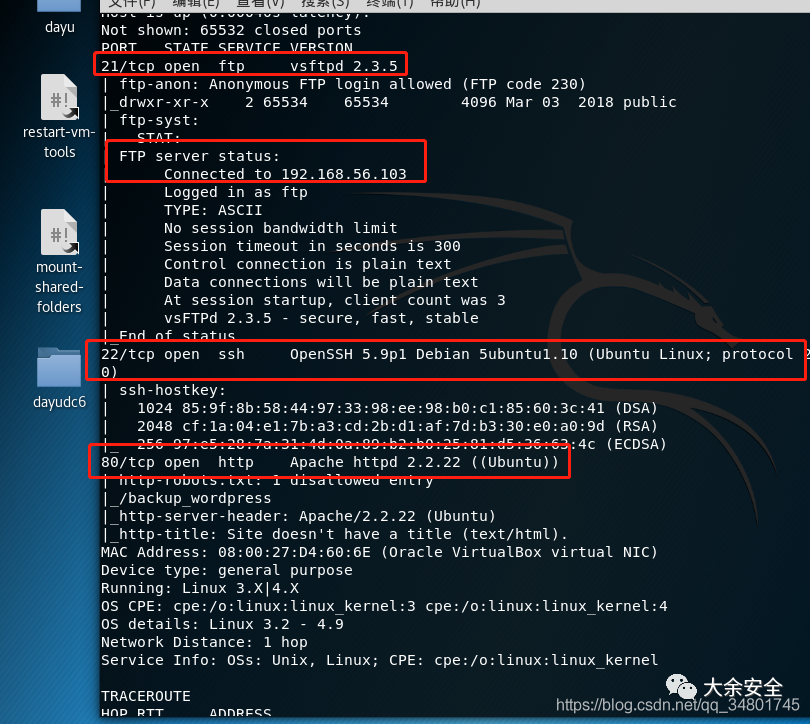 文件(F) 编辑(E) 查看(V) 搜索(S) 终端(T) 帮助(H)
Host is up (0.00040s latency).
Not shown: 65532 closed ports
PORT STATE SERVICE VERSION
21/tcp open ftp vsftpd 2.3.5
| ftp-anon: Anonymous FTP login allowed (FTP code 230)
|_drwxr-xr-x 2 65534 65534 4096 Mar 03 2018 public
| ftp-syst:
| STAT:
| FTP server status:
| Connected to 192.168.56.103
| Logged in as ftp
| TYPE: ASCII
| No session bandwidth limit
| Session timeout in seconds is 300
| Control connection is plain text
| Data connections will be plain text
| At session startup, client count was 3
| vsFTPd 2.3.5 - secure, fast, stable
|_End of status
22/tcp open ssh OpenSSH 5.9p1 Debian 5ubuntu1.10 (Ubuntu Linux; protocol 2
0)
| ssh-hostkey:
| 1024 85:9f:8b:58:44:97:33:98:ee:98:b0:c1:85:60:3c:41 (DSA)
| 2048 cf:1a:04:e1:7b:a3:cd:2b:d1:af:7d:b3:30:e0:a0:9d (RSA)
|_ 256 97:e5:28:7a:31:4d:0a:89:b2:b0:25:81:d5:36:63:4c (ECDSA)
80/tcp open http Apache httpd 2.2.22 ((Ubuntu))
| http-robots.txt: 1 disallowed entry
|_/backup_wordpress
|_http-server-header: Apache/2.2.22 (Ubuntu)
|_http-title: Site doesn't have a title (text/html).
MAC Address: 08:00:27:D4:60:6E (Oracle VirtualBox virtual NIC)
Device type: general purpose
Running: Linux 3.X|4.X
OS CPE: cpe:/o:linux:linux_kernel:3 cpe:/o:linux:linux_kernel:4
OS details: Linux 3.2 - 4.9
Network Distance: 1 hop
Service Info: OSs: Unix, Linux; CPE: cpe:/o:linux:linux_kernel
TRACEROUTE
HOP RTT ADDRESS
dayu
#!
restart-vm-
tools
#!
mount-
shared-
folders
dayudc6
大余安全
https://blog.csdn.net/qq_34801745